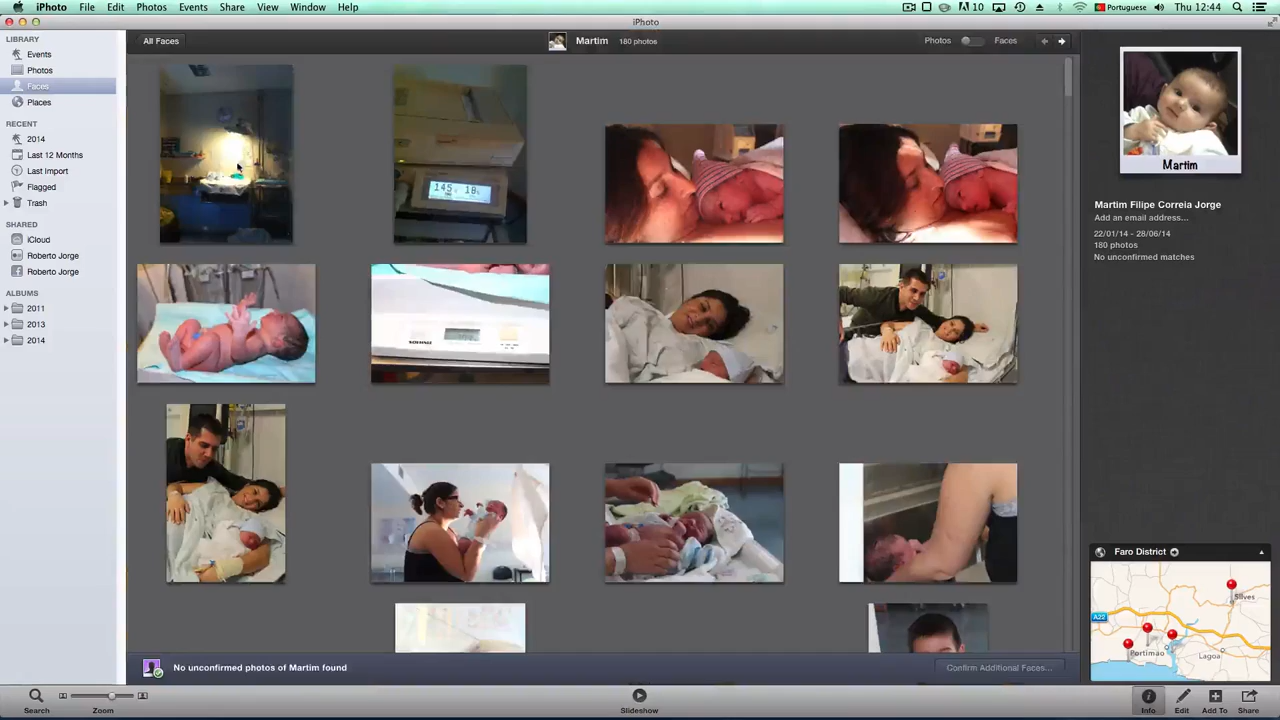 iPhoto File Edit Photos Events Share View Window Help
10 Portuguese Thu 12:44
iPhoto
LIBRARY
Events
Photos
Faces
Places
RECENT
2014
Last 12 Months
Last Import
Flagged
Trash
SHARED
iCloud
Roberto Jorge
Roberto Jorge
ALBUMS
2011
2013
2014
All Faces
Martim 180 photos
Photos Faces
145 18
Martim
Martim Filipe Correia Jorge
Add an email address...
22/01/14 - 28/06/14
180 photos
No unconfirmed matches
Faro District
Silves
A22
Portimao
Lagoa
No unconfirmed photos of Martim found
Confirm Additional Faces...
Search
Zoom
Slideshow
Info
Edit
Add To
Share